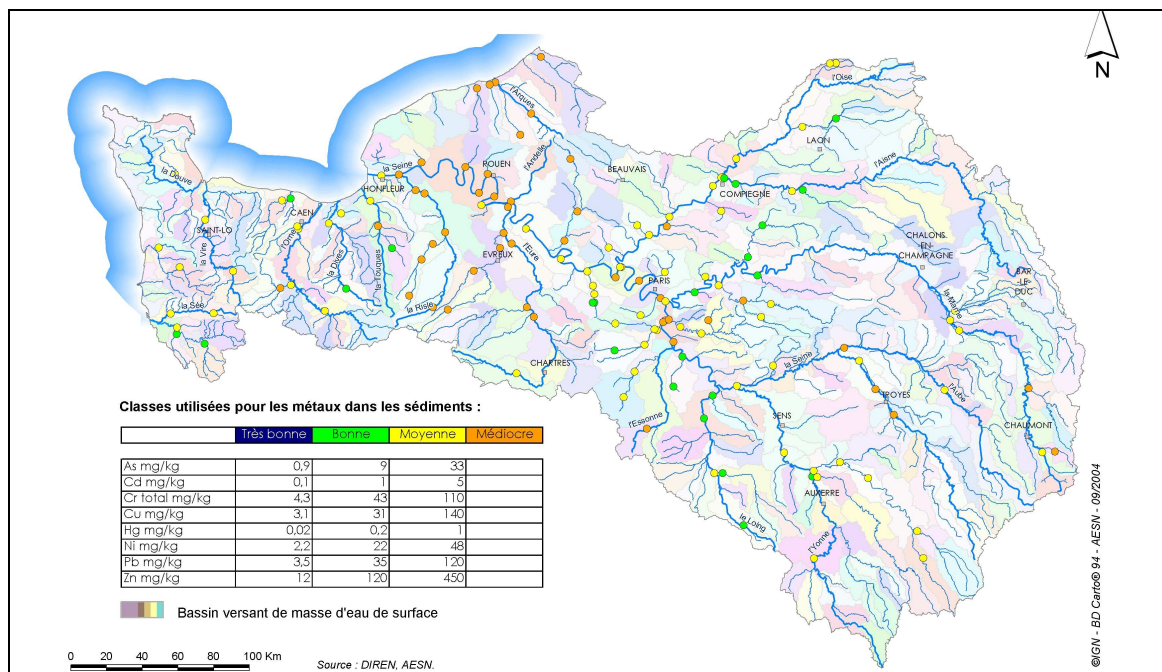 N
l'Oise
l'Arques
LAON
la Seine
ROUEN
l'Andelle
BEAUVAIS
l'Aisne
la Douve
HONFLEUR
COMPIEGNE
CAEN
SAINT-LO
la Vire
l'Orne
la Dives
la Touques
EVREUX
l'Eure
CHALONS-
EN-
CHAMPAGNE
BAR
-LE-
DUC
PARIS
la Marne
la Sée
la Risle
CHARTRES
la Seine
TROYES
l'Aube
l'Essonne
SENS
CHAUMONT
AUXERRE
le Loing
l'Yonne
Classes utilisées pour les métaux dans les sédiments :
Très bonne Bonne Moyenne Médiocre
As mg/kg 0,9 9 33
Cd mg/kg 0,1 1 5
Cr total mg/kg 4,3 43 110
Cu mg/kg 3,1 31 140
Hg mg/kg 0,02 0,2 1
Ni mg/kg 2,2 22 48
Pb mg/kg 3,5 35 120
Zn mg/kg 12 120 450
Bassin versant de masse d'eau de surface
0 20 40 60 80 100 Km
Source : DIREN, AESN.
©IGN - BD Carto® 94 - AESN - 09/2004